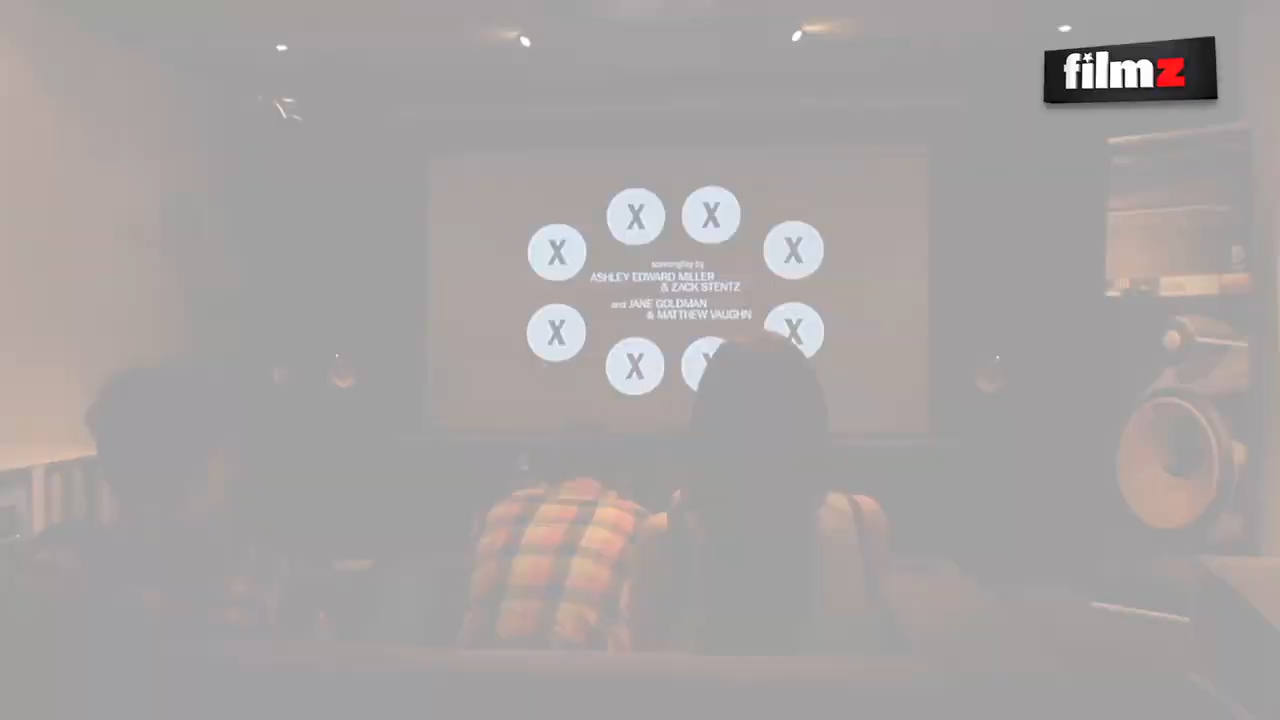 filmz
X X
X X
screenplay by
ASHLEY EDWARD MILLER
& ZACK STENTZ
and JANE GOLDMAN
& MATTHEW VAUGHN
X X
X X